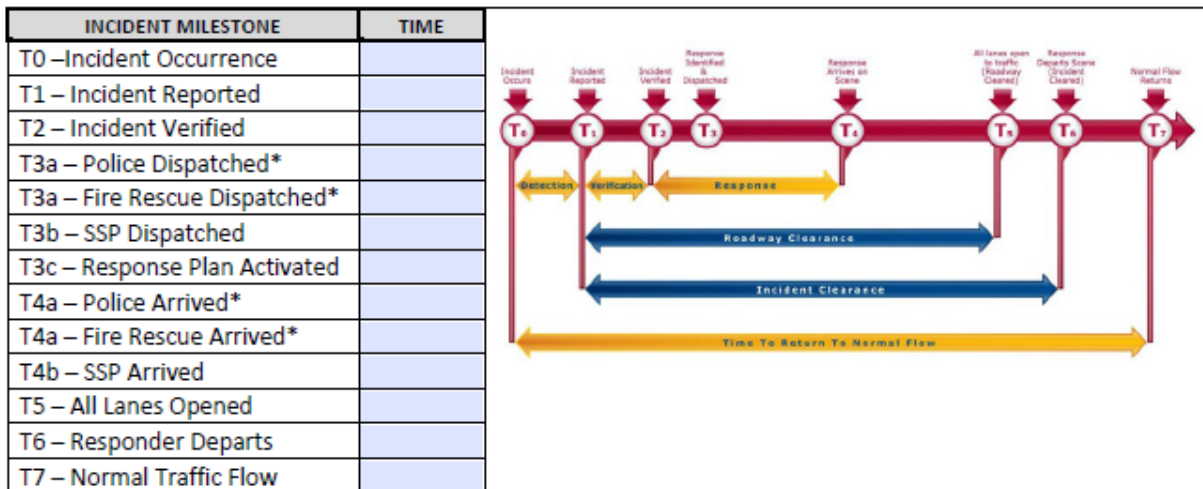 INCIDENT MILESTONE TIME
T0 –Incident Occurrence
T1 – Incident Reported
T2 – Incident Verified
T3a – Police Dispatched*
T3a – Fire Rescue Dispatched*
T3b – SSP Dispatched
T3c – Response Plan Activated
T4a – Police Arrived*
T4a – Fire Rescue Arrived*
T4b – SSP Arrived
T5 – All Lanes Opened
T6 – Responder Departs
T7 – Normal Traffic Flow
Incident
Occurs
Incident
Reported
Incident
Verified
Response
Identified
&
Dispatched
Response
Arrives on
Scene
All lanes open
to traffic
(Roadway
Cleared)
Response
Departs Scene
(Incident
Cleared)
Normal Flow
Returns
T0 T1 T2 T3 T4 T5 T6 T7
Detection Verification Response
Roadway Clearance
Incident Clearance
Time To Return To Normal Flow